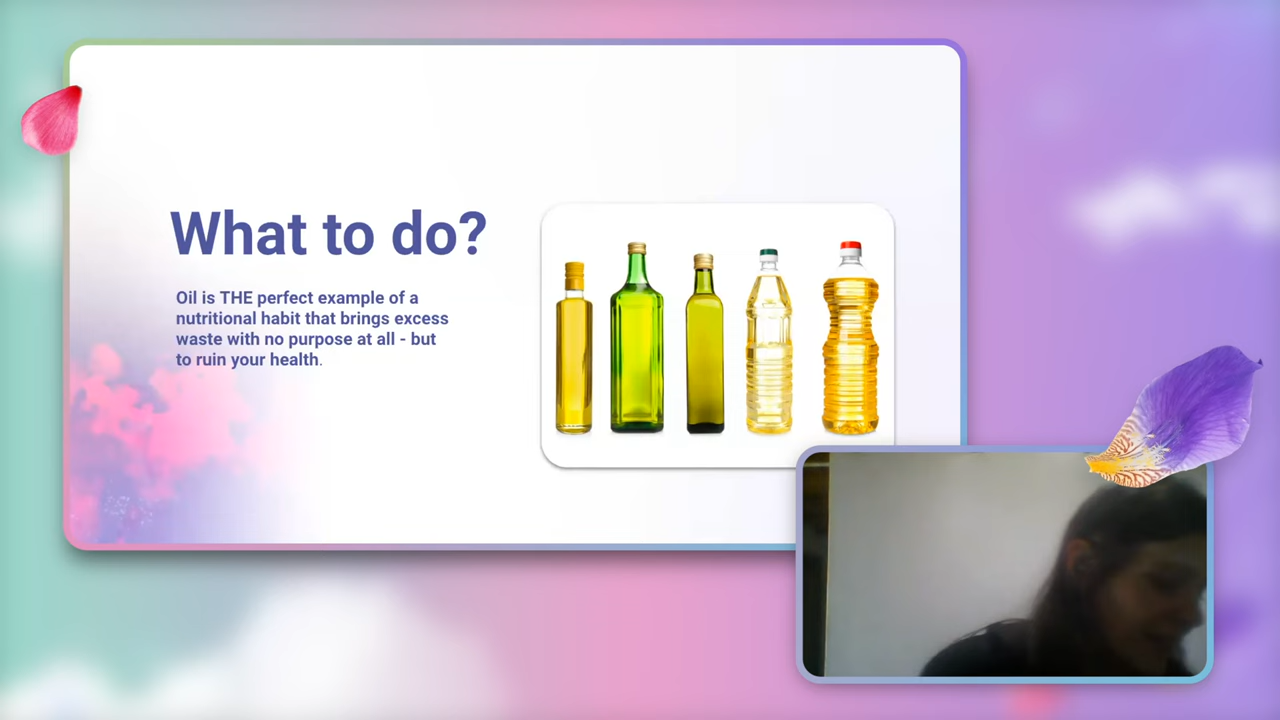 What to do?
Oil is THE perfect example of a
nutritional habit that brings excess
waste with no purpose at all - but
to ruin your health.